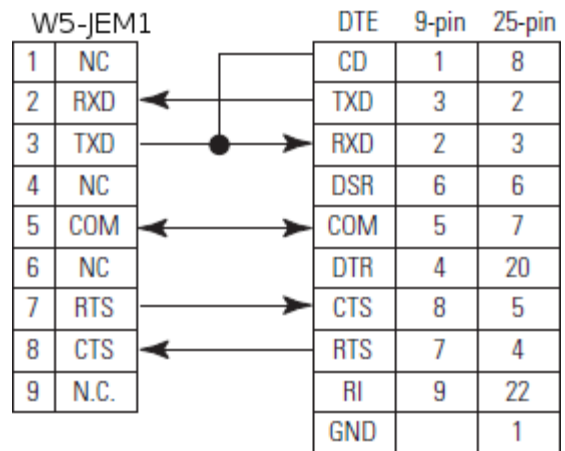 W5-JEM1 DTE 9-pin 25-pin
1 NC CD 1 8
2 RXD TXD 3 2
3 TXD RXD 2 3
4 NC DSR 6 6
5 COM COM 5 7
6 NC DTR 4 20
7 RTS CTS 8 5
8 CTS RTS 7 4
9 N.C. RI 9 22
GND 1